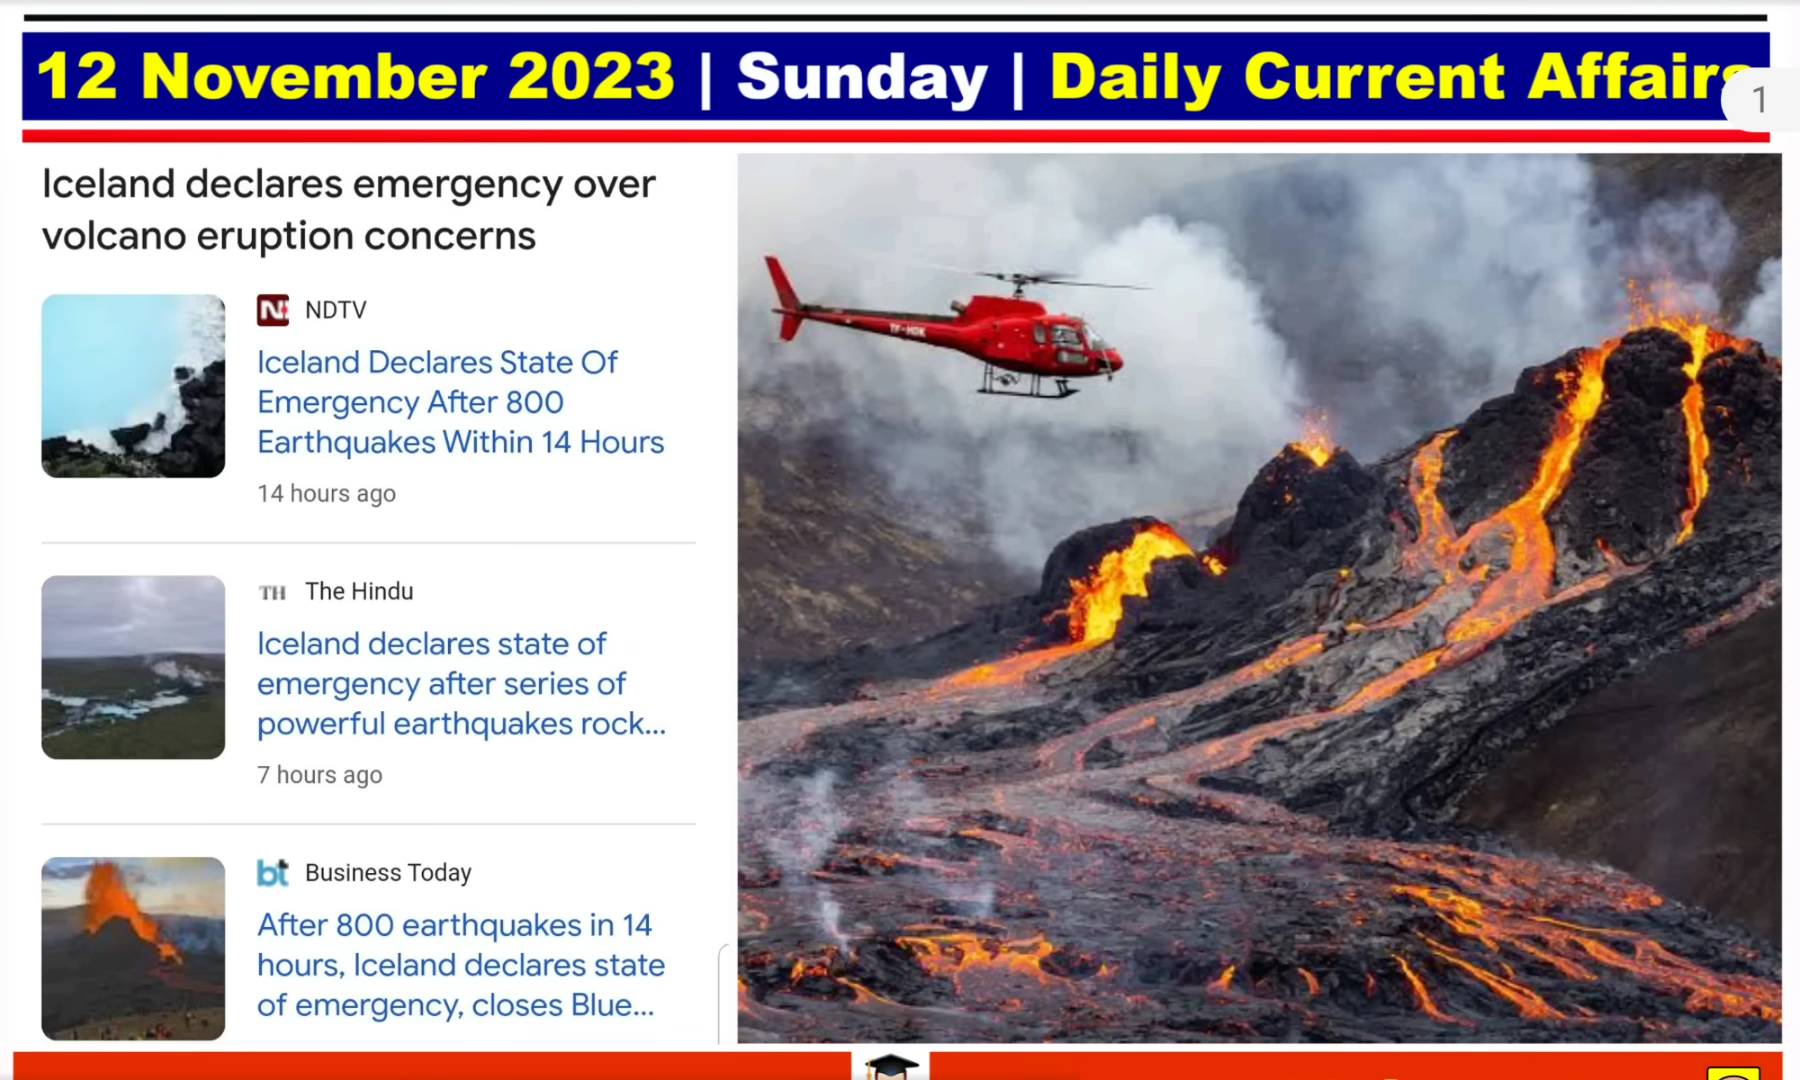 12 November 2023 | Sunday | Daily Current Affairs
1
Iceland declares emergency over
volcano eruption concerns
NDTV
Iceland Declares State Of
Emergency After 800
Earthquakes Within 14 Hours
14 hours ago
TH The Hindu
Iceland declares state of
emergency after series of
powerful earthquakes rock...
7 hours ago
bt Business Today
After 800 earthquakes in 14
hours, Iceland declares state
of emergency, closes Blue...
TF-HDK